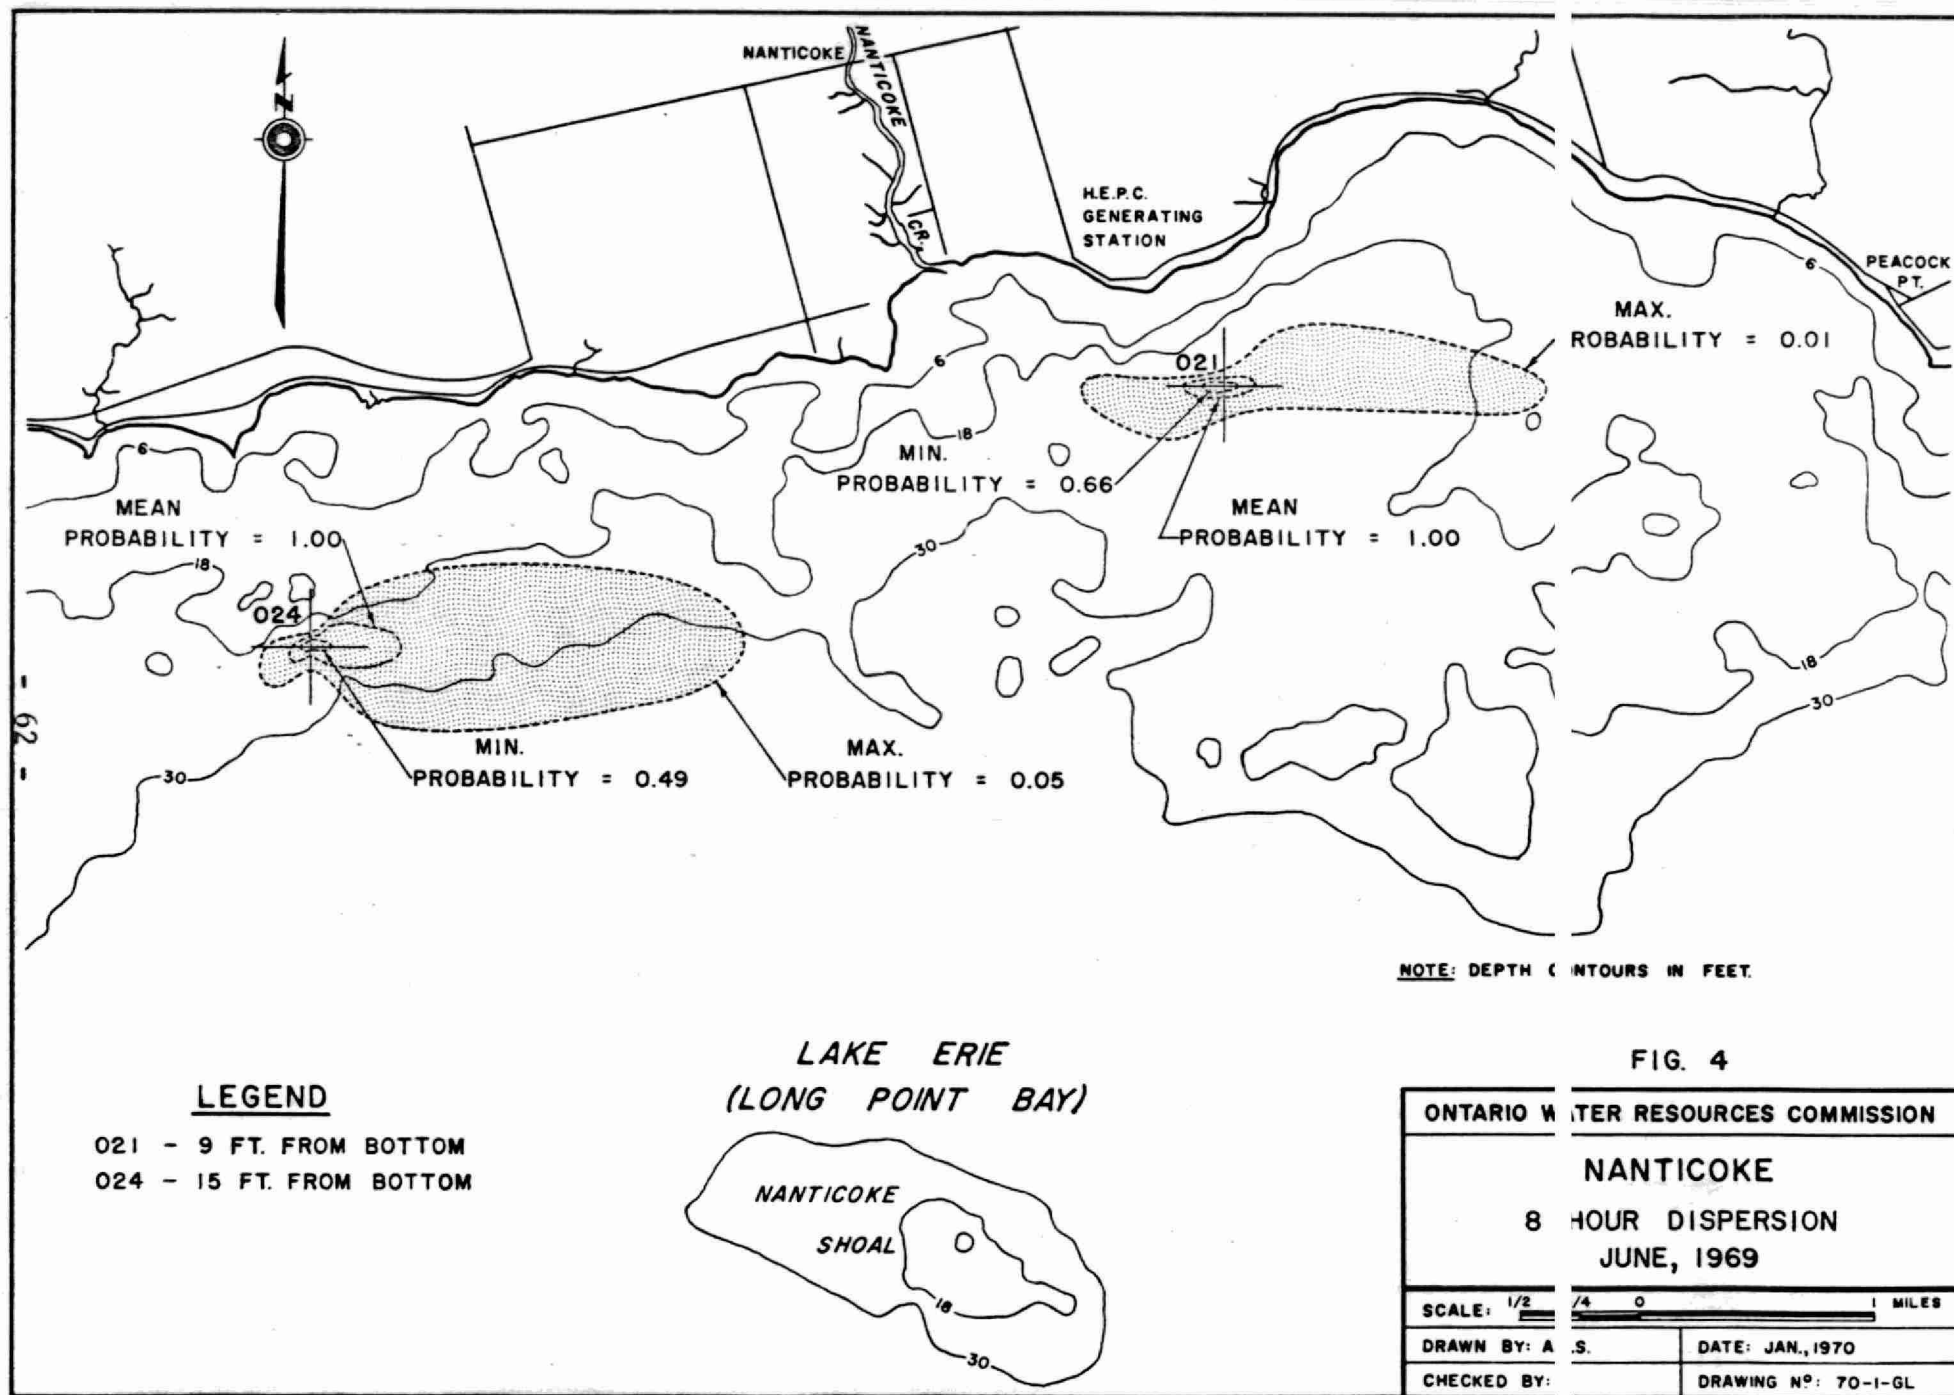 NANTICOKE
NANTICOKE
CR.
N
H.E.P.C.
GENERATING
STATION
PEACOCK
PT.
6
MAX.
ROBABILITY = 0.01
021
6
18
MIN.
PROBABILITY = 0.66
MEAN
PROBABILITY = 1.00
6
MEAN
PROBABILITY = 1.00
18
30
024
18
30
MIN.
PROBABILITY = 0.49
MAX.
PROBABILITY = 0.05
30
- 62 -
NOTE: DEPTH CONTOURS IN FEET.
LAKE ERIE
(LONG POINT BAY)
NANTICOKE
SHOAL
18
30
LEGEND
021 - 9 FT. FROM BOTTOM
024 - 15 FT. FROM BOTTOM
FIG. 4
ONTARIO WATER RESOURCES COMMISSION
NANTICOKE
8 HOUR DISPERSION
JUNE, 1969
SCALE: 1/2 /4 0 1 MILES
DRAWN BY: A .S. DATE: JAN., 1970
CHECKED BY: DRAWING Nº: 70-1-GL